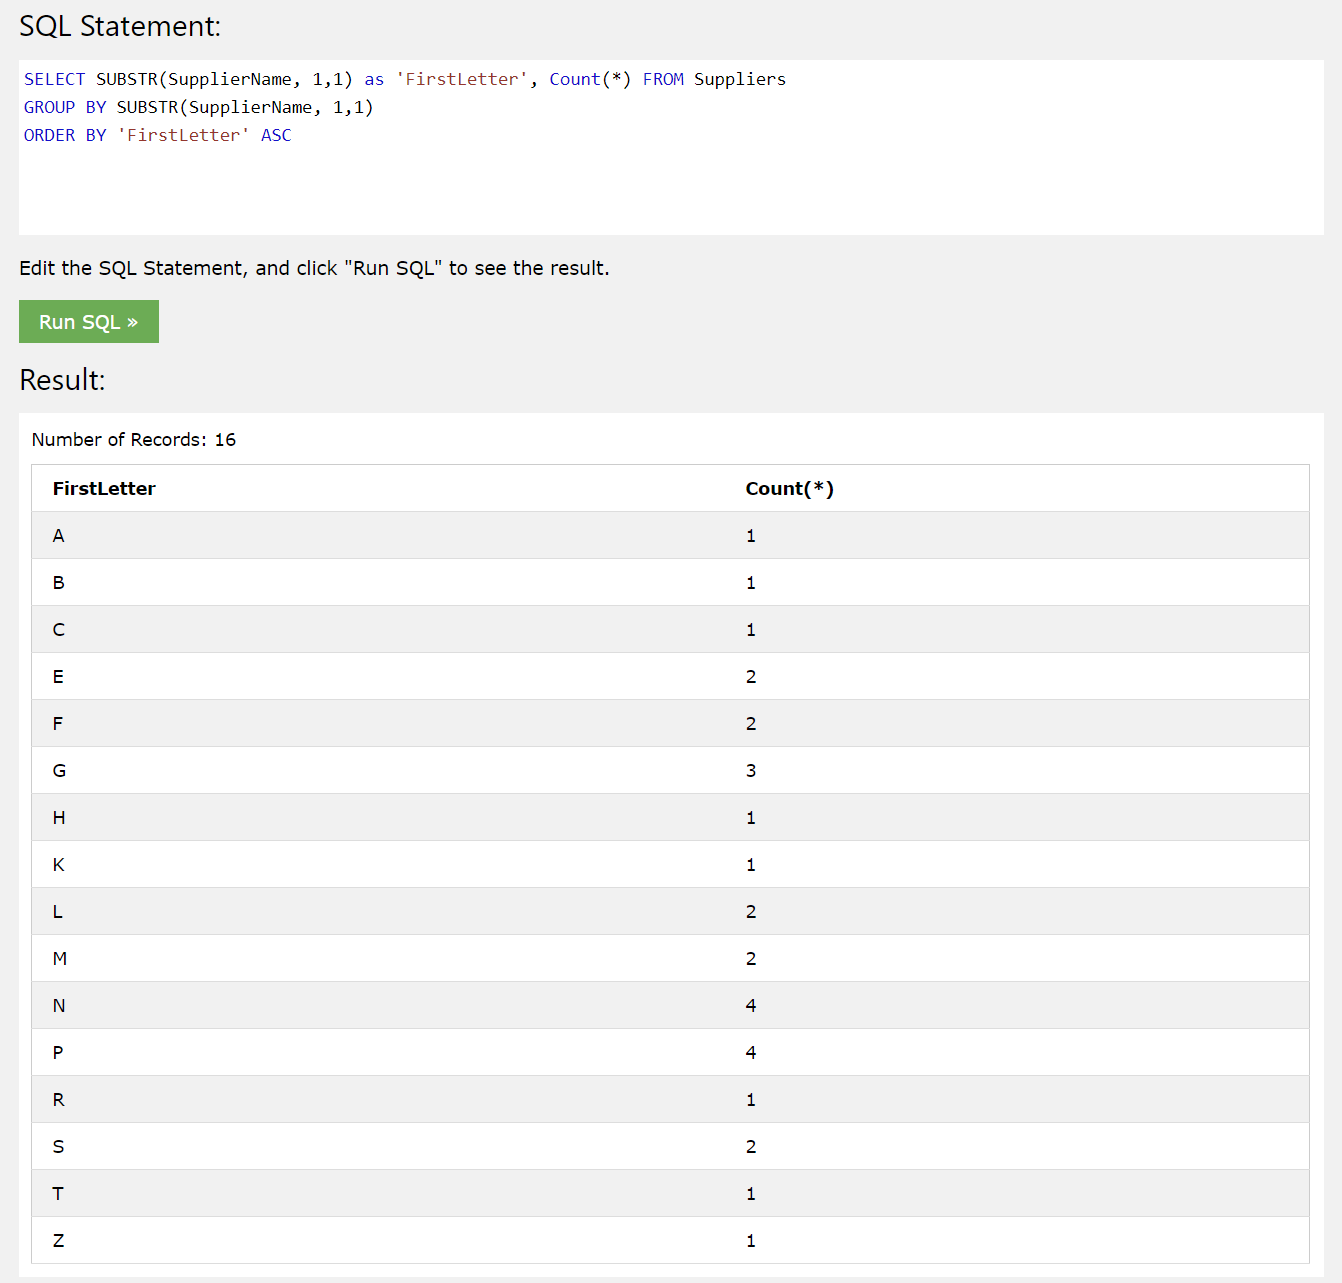 SQL Statement:
SELECT SUBSTR(SupplierName, 1,1) as 'FirstLetter', Count(*) FROM Suppliers
GROUP BY SUBSTR(SupplierName, 1,1)
ORDER BY 'FirstLetter' ASC
Edit the SQL Statement, and click "Run SQL" to see the result.
Run SQL »
Result:
Number of Records: 16
FirstLetter Count(*)
A 1
B 1
C 1
E 2
F 2
G 3
H 1
K 1
L 2
M 2
N 4
P 4
R 1
S 2
T 1
Z 1